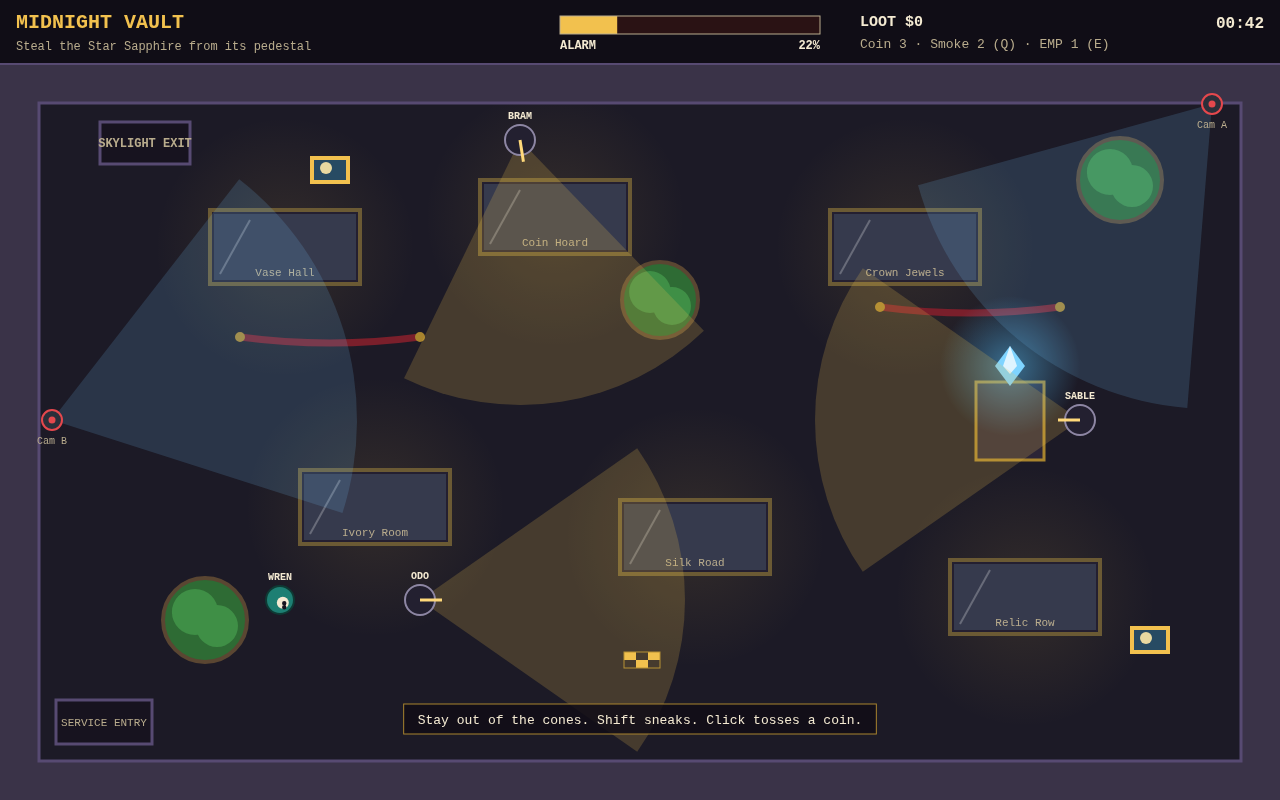 MIDNIGHT VAULT
Steal the Star Sapphire from its pedestal
ALARM 22%
LOOT $0
Coin 3 · Smoke 2 (Q) · EMP 1 (E)
00:42
BRAM
Cam A
SKYLIGHT EXIT
Coin Hoard
Vase Hall
Crown Jewels
SABLE
Cam B
Ivory Room
Silk Road
WREN
ODO
Relic Row
SERVICE ENTRY
Stay out of the cones. Shift sneaks. Click tosses a coin.